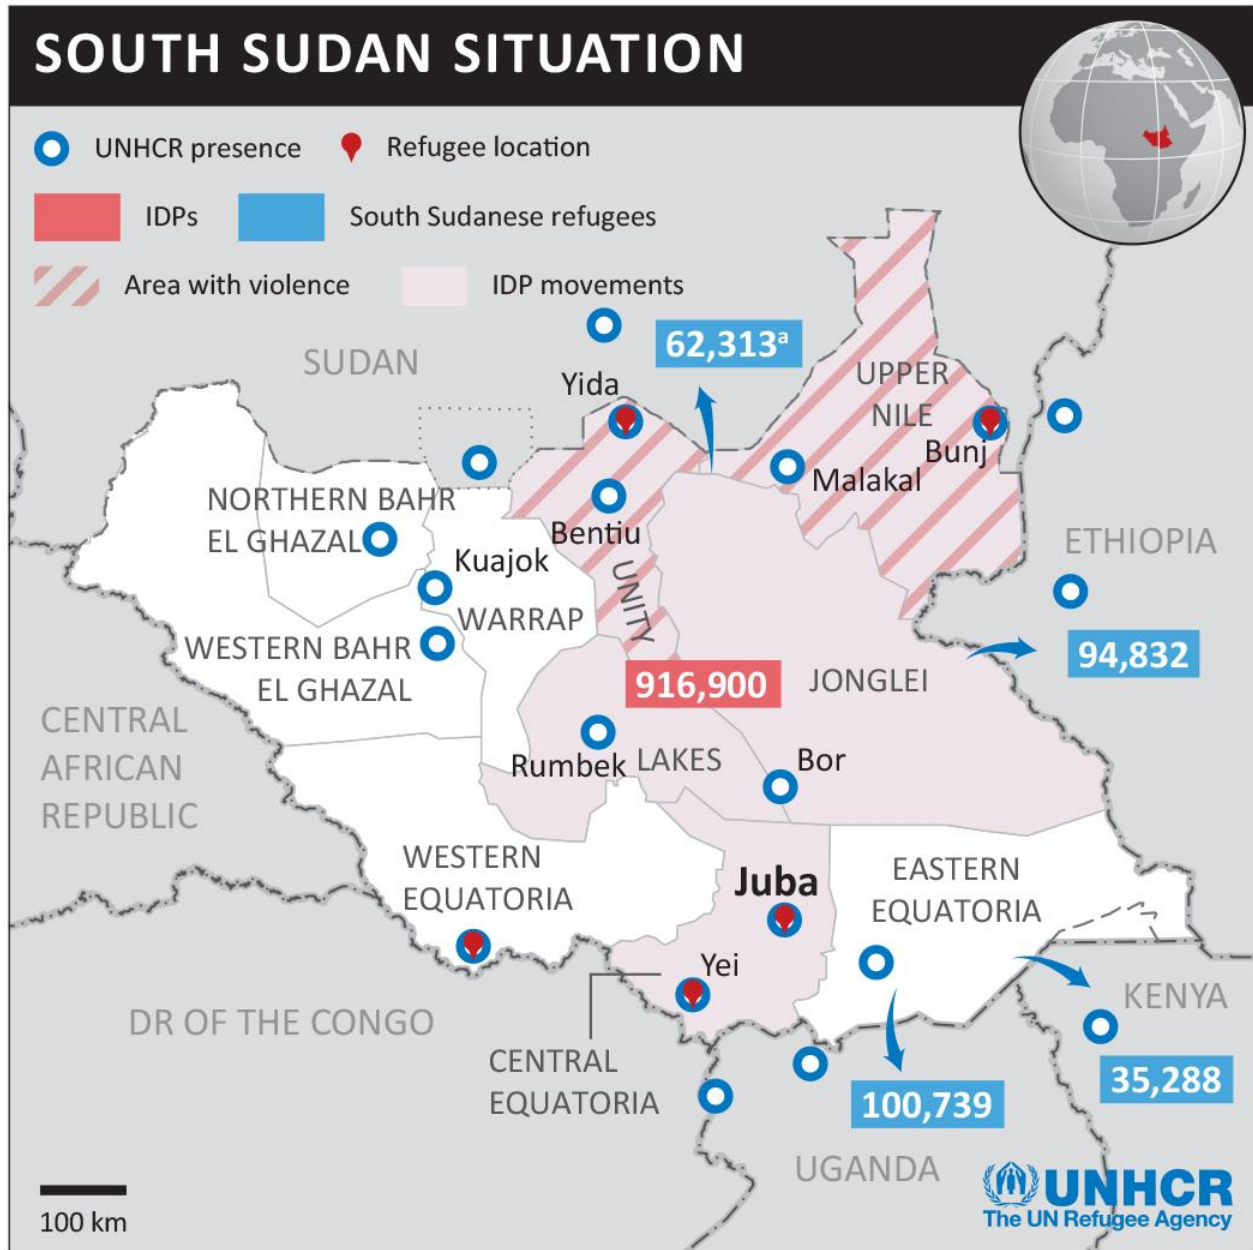 SOUTH SUDAN SITUATION
UNHCR presence
Refugee location
IDPs
South Sudanese refugees
Area with violence
IDP movements
62,313ª
SUDAN
Yida
UPPER
NILE
Bunj
Malakal
NORTHERN BAHR
EL GHAZAL
Bentiu
ETHIOPIA
Kuajok
UNITY
WARRAP
WESTERN BAHR
EL GHAZAL
94,832
916,900
JONGLEI
CENTRAL
AFRICAN
REPUBLIC
Rumbek
LAKES
Bor
WESTERN
EQUATORIA
Juba
EASTERN
EQUATORIA
Yei
KENYA
DR OF THE CONGO
CENTRAL
EQUATORIA
35,288
100,739
UGANDA
100 km
UNHCR
The UN Refugee Agency